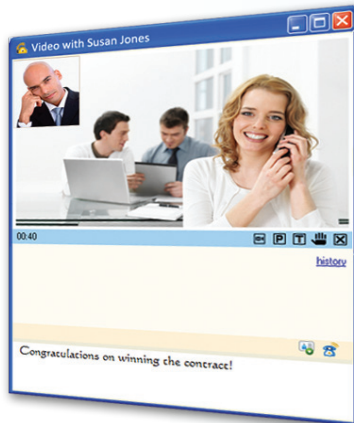 Video with Susan Jones
00:40
P T
history
Congratulations on winning the contract!